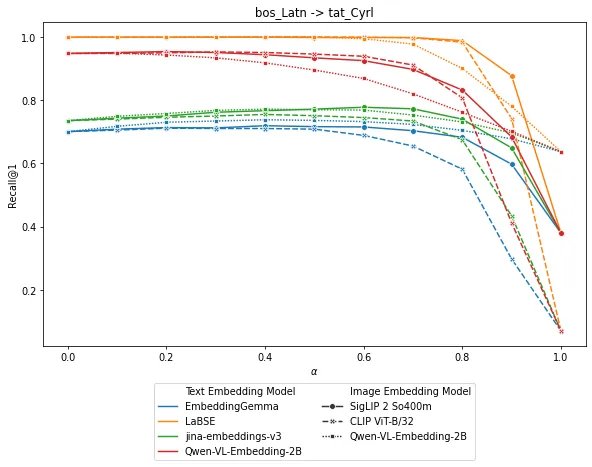 bos_Latn -> tat_Cyrl
Recall@1
1.0
0.8
0.6
0.4
0.2
0.0 0.2 0.4 0.6 0.8 1.0
α
Text Embedding Model
EmbeddingGemma
LaBSE
jina-embeddings-v3
Qwen-VL-Embedding-2B
Image Embedding Model
SigLIP 2 So400m
CLIP ViT-B/32
Qwen-VL-Embedding-2B